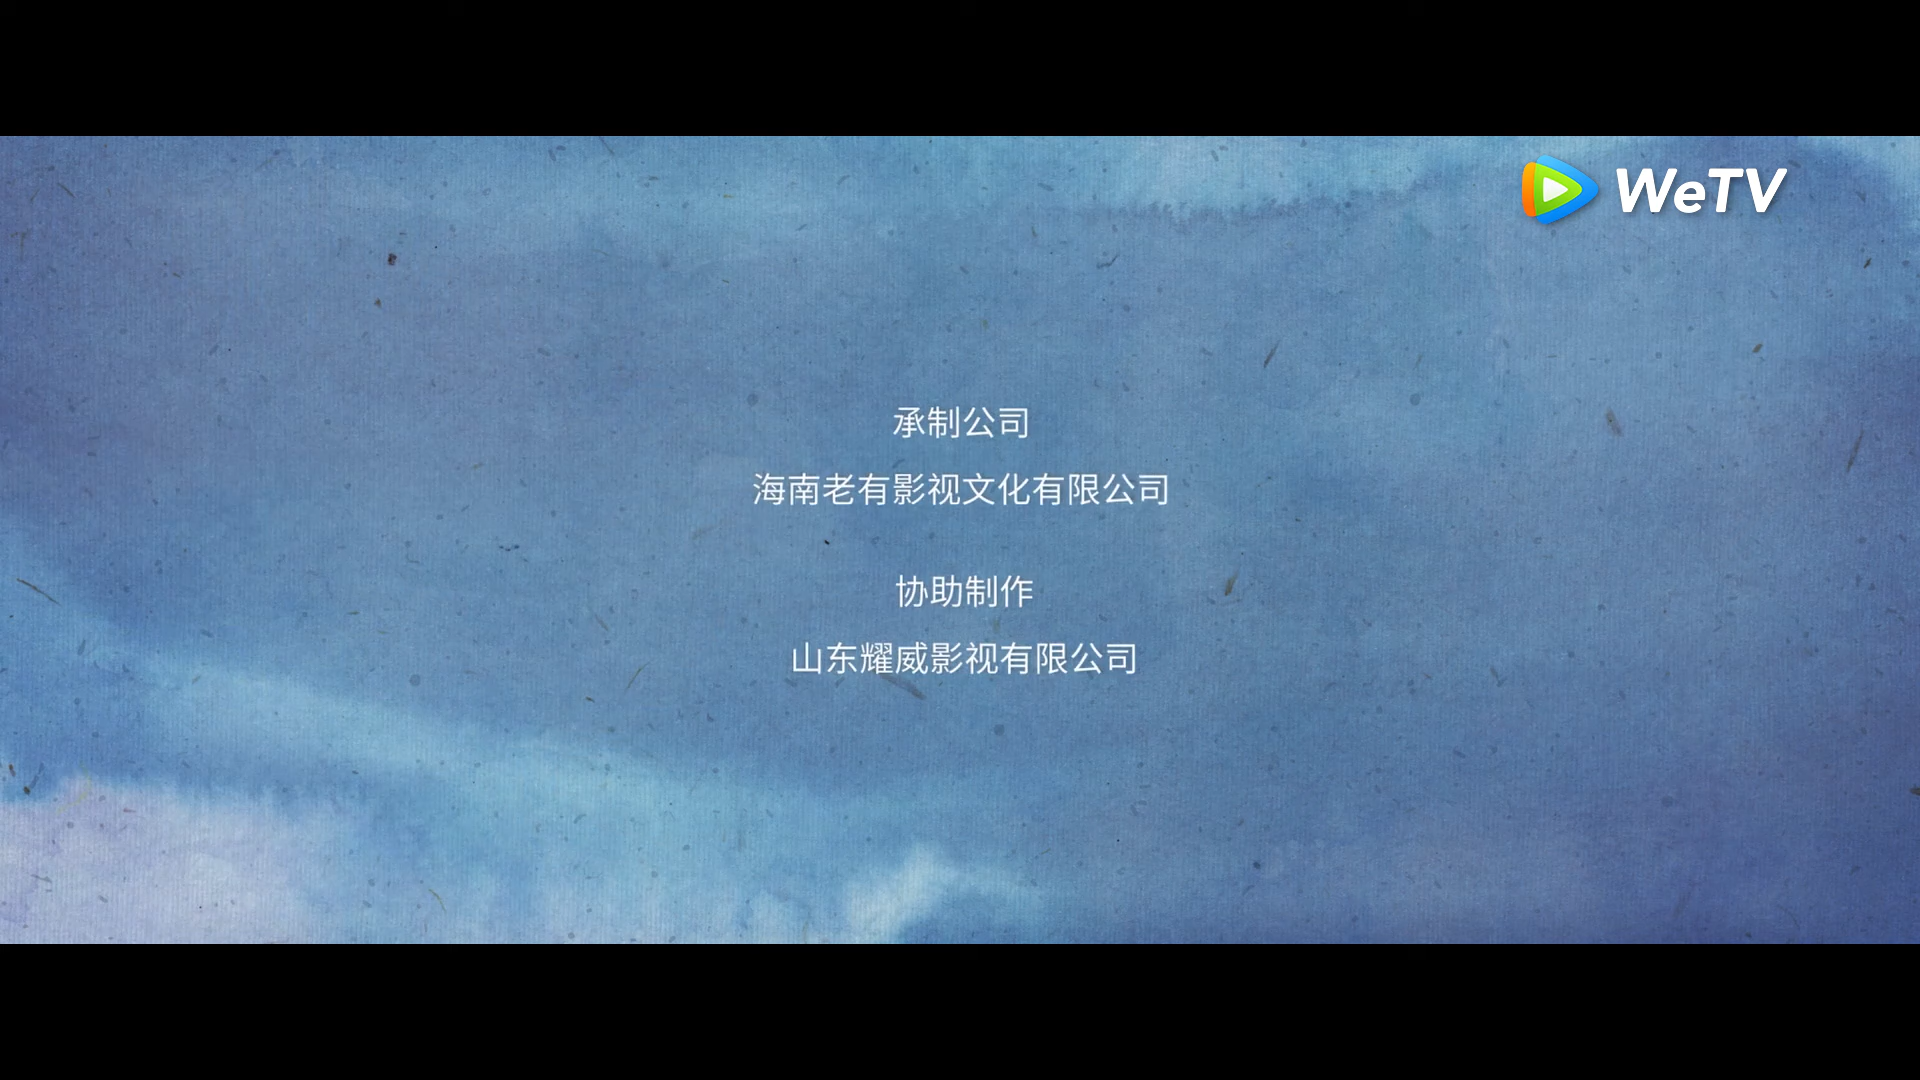 WeTV
承制公司
海南老有影视文化有限公司
协助制作
山东耀威影视有限公司